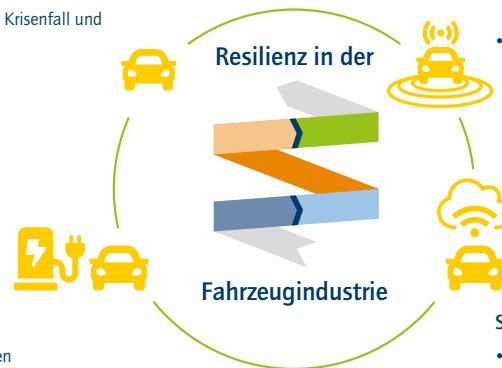 Krisenfall und
Resilienz in der
•
Fahrzeugindustrie
S
en
•